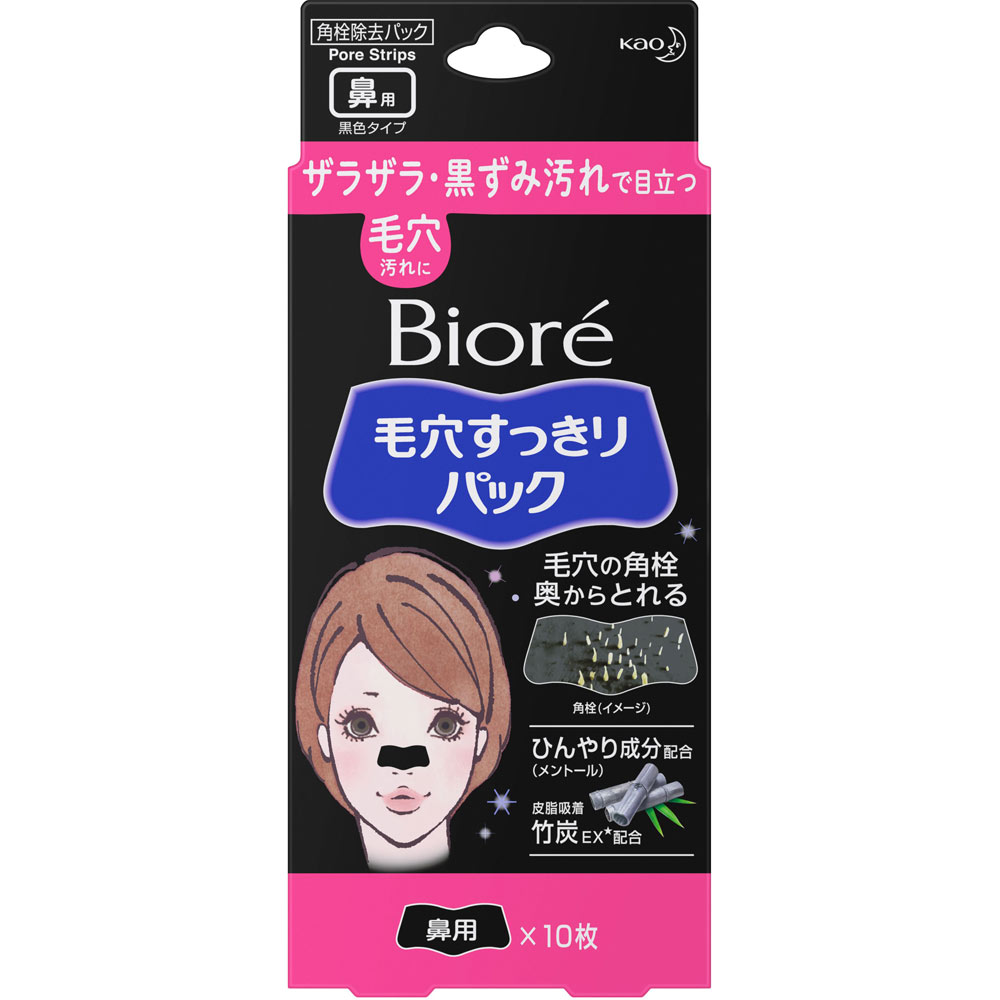 角栓除去パック
Pore Strips
鼻用
黒色タイプ
Kao
ザラザラ・黒ずみ汚れで目立つ
毛穴
汚れに
Bioré
毛穴すっきり
パック
毛穴の角栓
奥からとれる
角栓(イメージ)
ひんやり成分配合
(メントール)
皮脂吸着
竹炭EX★配合
鼻用
×10枚